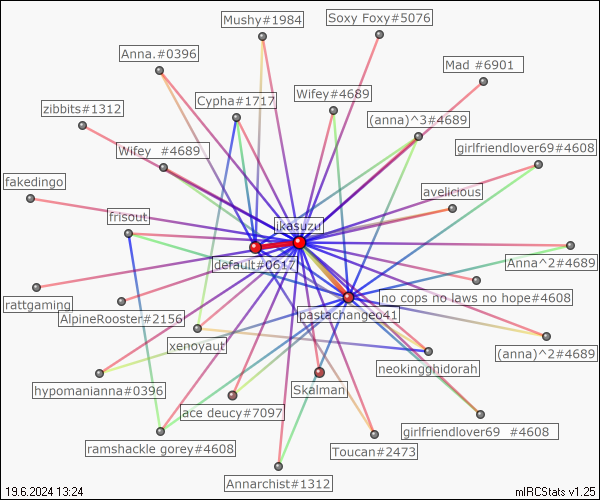 Mushy#1984
Soxy Foxy#5076
Anna.#0396
Mad #6901
Cypha#1717
Wifey#4689
zibbits#1312
(anna)^3#4689
Wifey #4689
girlfriendlover69#4608
fakedingo
avelicious
frisout
ikasuzu
default#0617
Anna^2#4689
rattgaming
AlpineRooster#2156
no cops no laws no hope#4608
pastachangeo41
xenoyaut
(anna)^2#4689
neokingghidorah
hypomanianna#0396
Skalman
ace deucy#7097
girlfriendlover69 #4608
ramshackle gorey#4608
Toucan#2473
Annarchist#1312
19.6.2024 13:24
mIRCStats v1.25